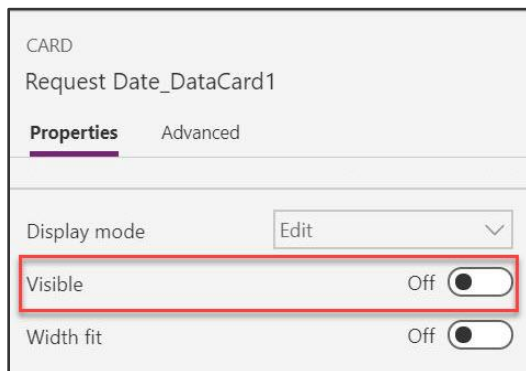 CARD
Request Date_DataCard1
Properties Advanced
Display mode Edit
Visible Off
Width fit Off